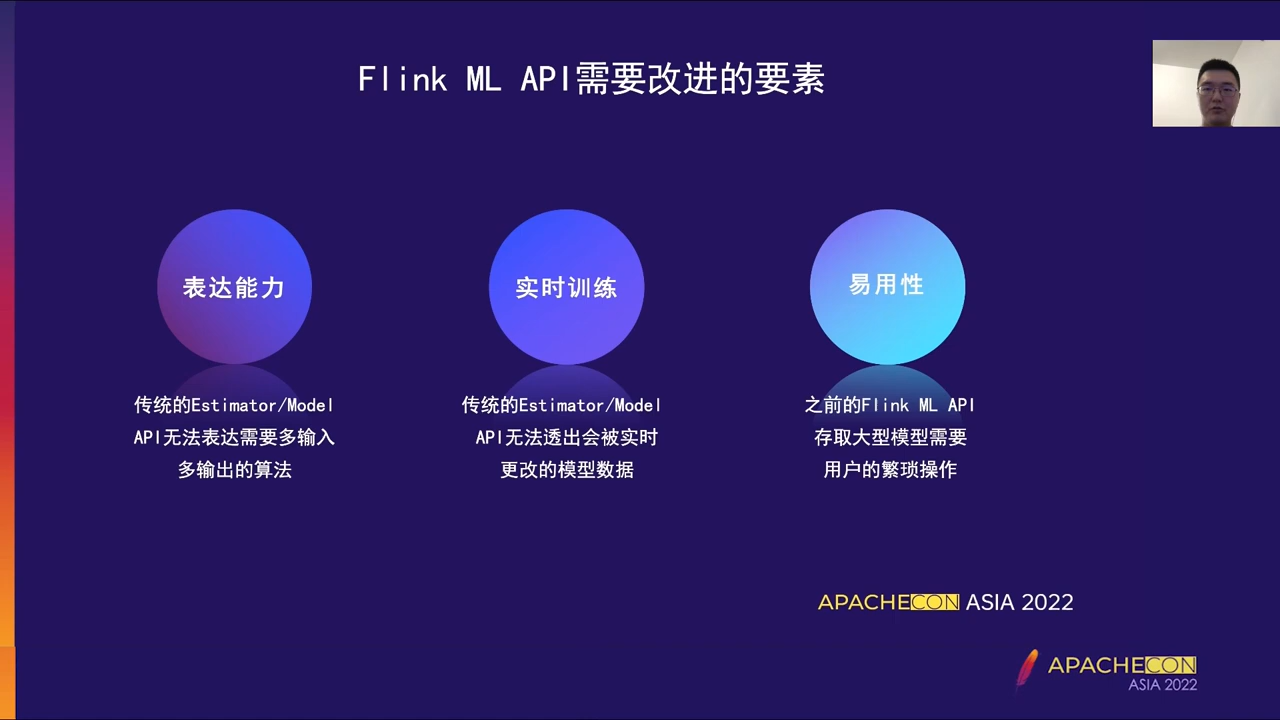 Flink ML API需要改进的要素
表达能力
传统的Estimator/Model
API无法表达需要多输入
多输出的算法
实时训练
传统的Estimator/Model
API无法透出会被实时
更改的模型数据
易用性
之前的Flink ML API
存取大型模型需要
用户的繁琐操作
APACHECON ASIA 2022
APACHECON
ASIA 2022